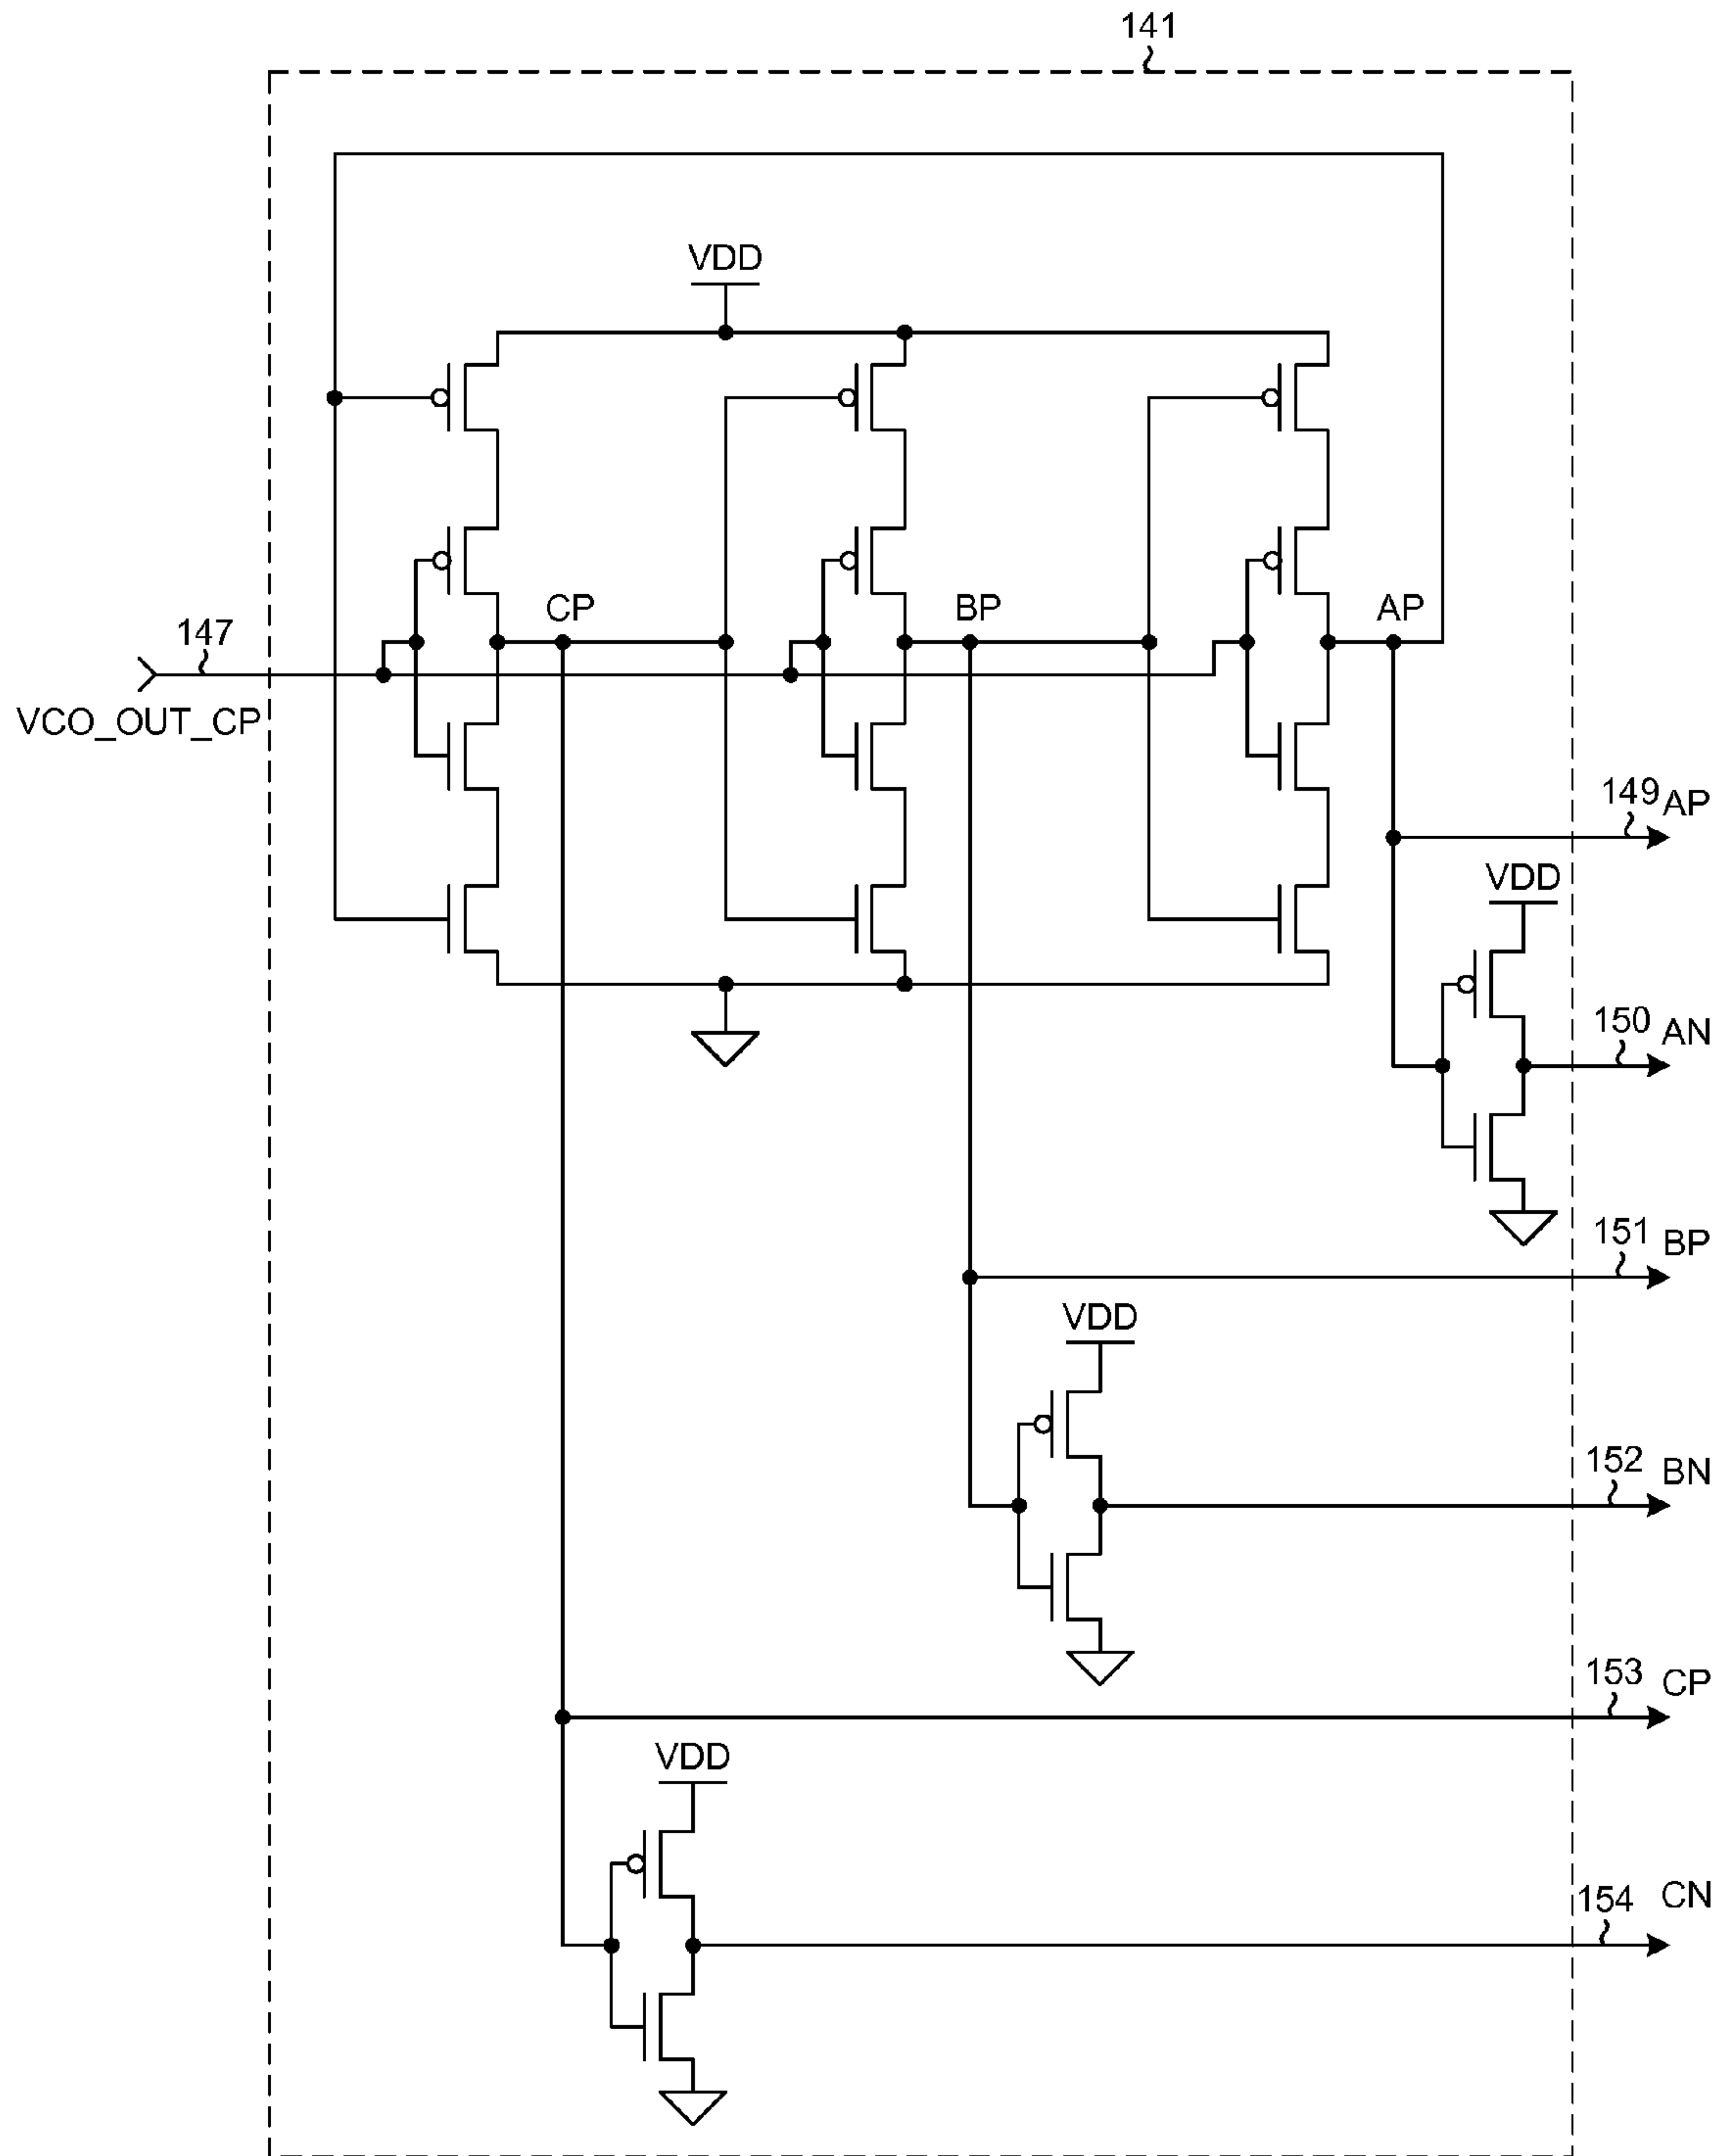 141
VDD
CP
BP
AP
147
VCO_OUT_CP
149 AP
VDD
150 AN
151 BP
VDD
152 BN
153 CP
VDD
154 CN